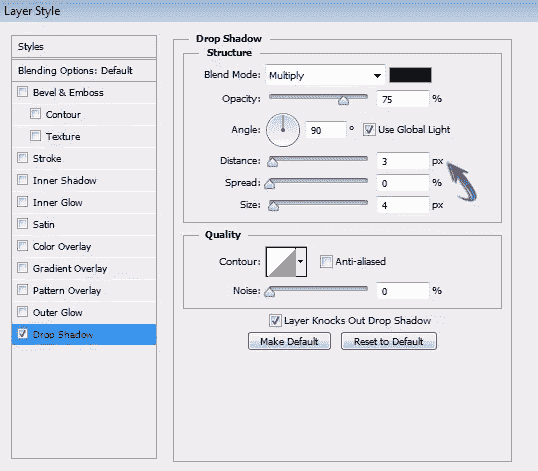 Layer Style
Styles
Blending Options: Default
Bevel & Emboss
Contour
Texture
Stroke
Inner Shadow
Inner Glow
Satin
Color Overlay
Gradient Overlay
Pattern Overlay
Outer Glow
Drop Shadow
Drop Shadow
Structure
Blend Mode: Multiply
Opacity: 75 %
Angle: 90 ° Use Global Light
Distance: 3 px
Spread: 0 %
Size: 4 px
Quality
Contour: Anti-aliased
Noise: 0 %
Layer Knocks Out Drop Shadow
Make Default Reset to Default